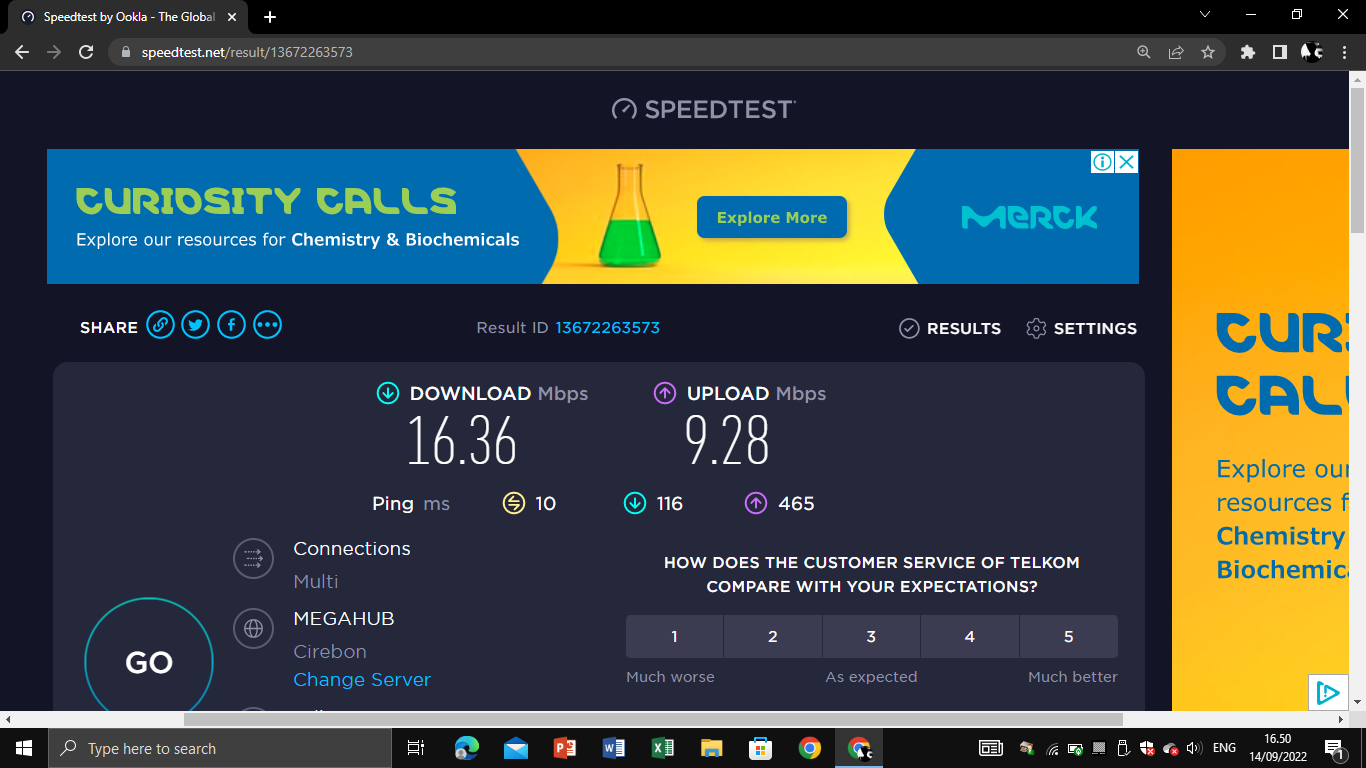 Speedtest by Ookla - The Global
speedtest.net/result/13672263573
SPEEDTEST
CURIOSITY CALLS
Explore our resources for Chemistry & Biochemicals
Explore More
MERCK
SHARE
Result ID 13672263573
RESULTS
SETTINGS
DOWNLOAD Mbps
16.36
UPLOAD Mbps
9.28
Ping ms
10
116
465
Connections
Multi
MEGAHUB
Cirebon
Change Server
GO
HOW DOES THE CUSTOMER SERVICE OF TELKOM
COMPARE WITH YOUR EXPECTATIONS?
1 2 3 4 5
Much worse As expected Much better
CUR
CAL
Explore our
resources f
Chemistry
Biochemic
Type here to search
ENG
16.50
14/09/2022
1